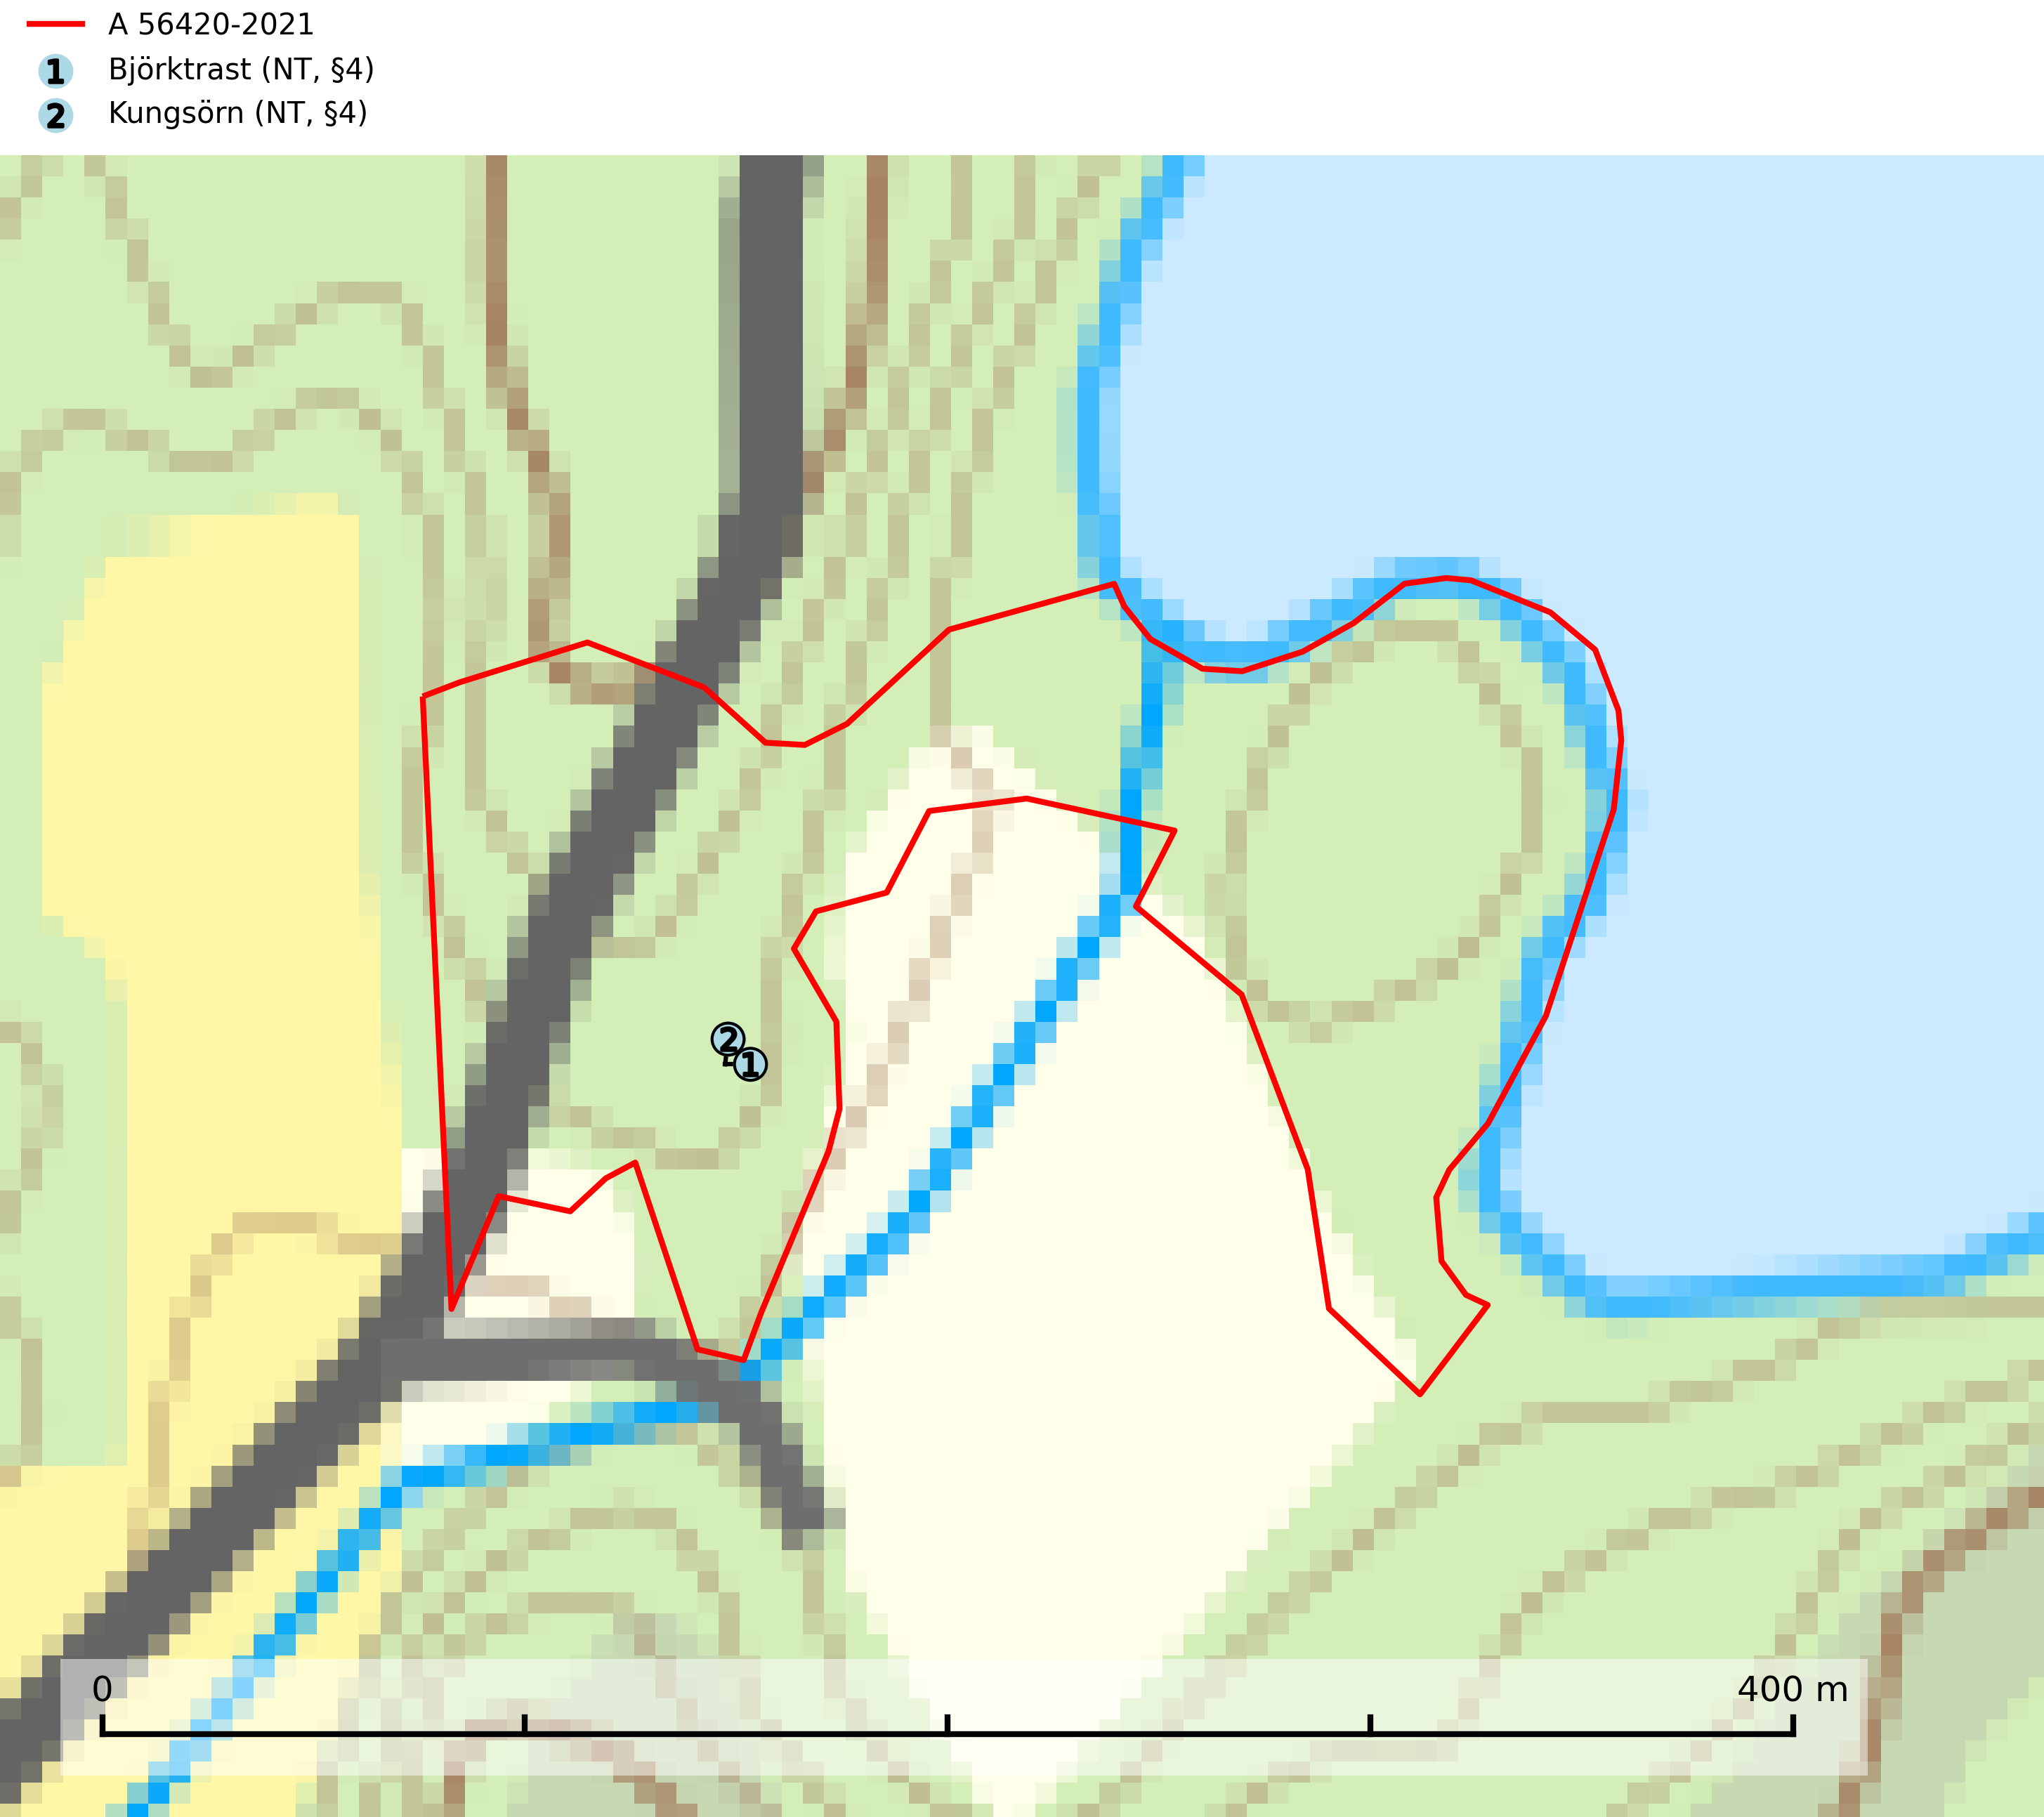 A 56420-2021
1 Björktrast (NT, §4)
2 Kungsörn (NT, §4)
2
1
0 400 m